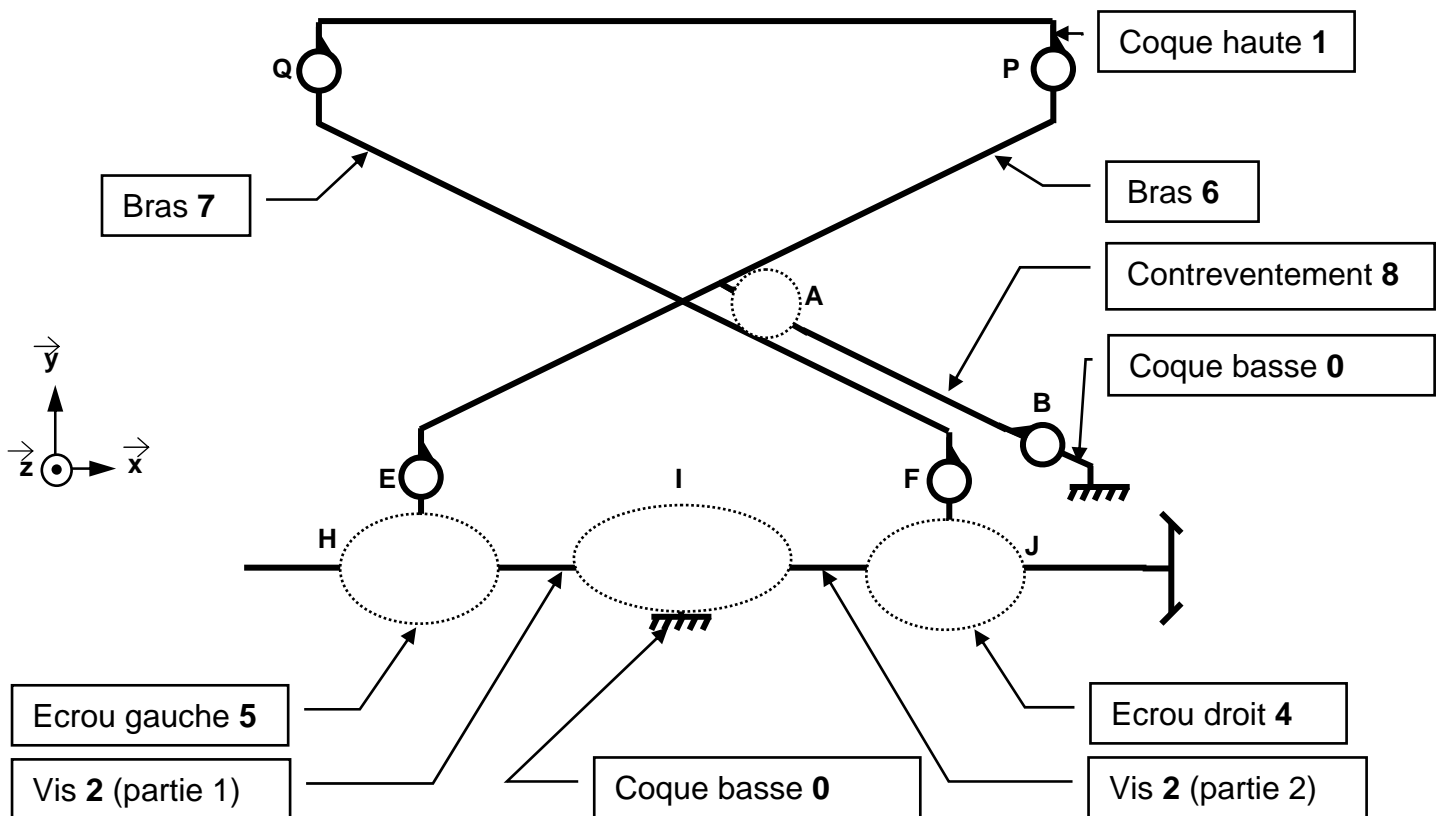 Coque haute 1
Q
P
Bras 7
Bras 6
Contreventement 8
A
Coque basse 0
y
B
z
x
E
I
F
H
J
Ecrou gauche 5
Ecrou droit 4
Vis 2 (partie 1)
Coque basse 0
Vis 2 (partie 2)